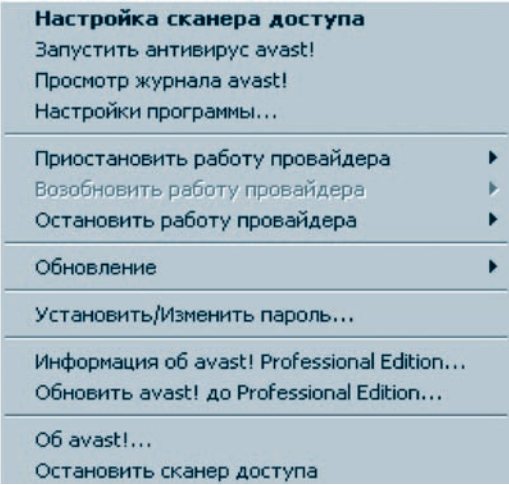 Настройка сканера доступа
Запустить антивирус avast!
Просмотр журнала avast!
Настройки программы...
Приостановить работу провайдера
Возобновить работу провайдера
Остановить работу провайдера
Обновление
Установить/Изменить пароль...
Информация об avast! Professional Edition...
Обновить avast! до Professional Edition...
Об avast!...
Остановить сканер доступа